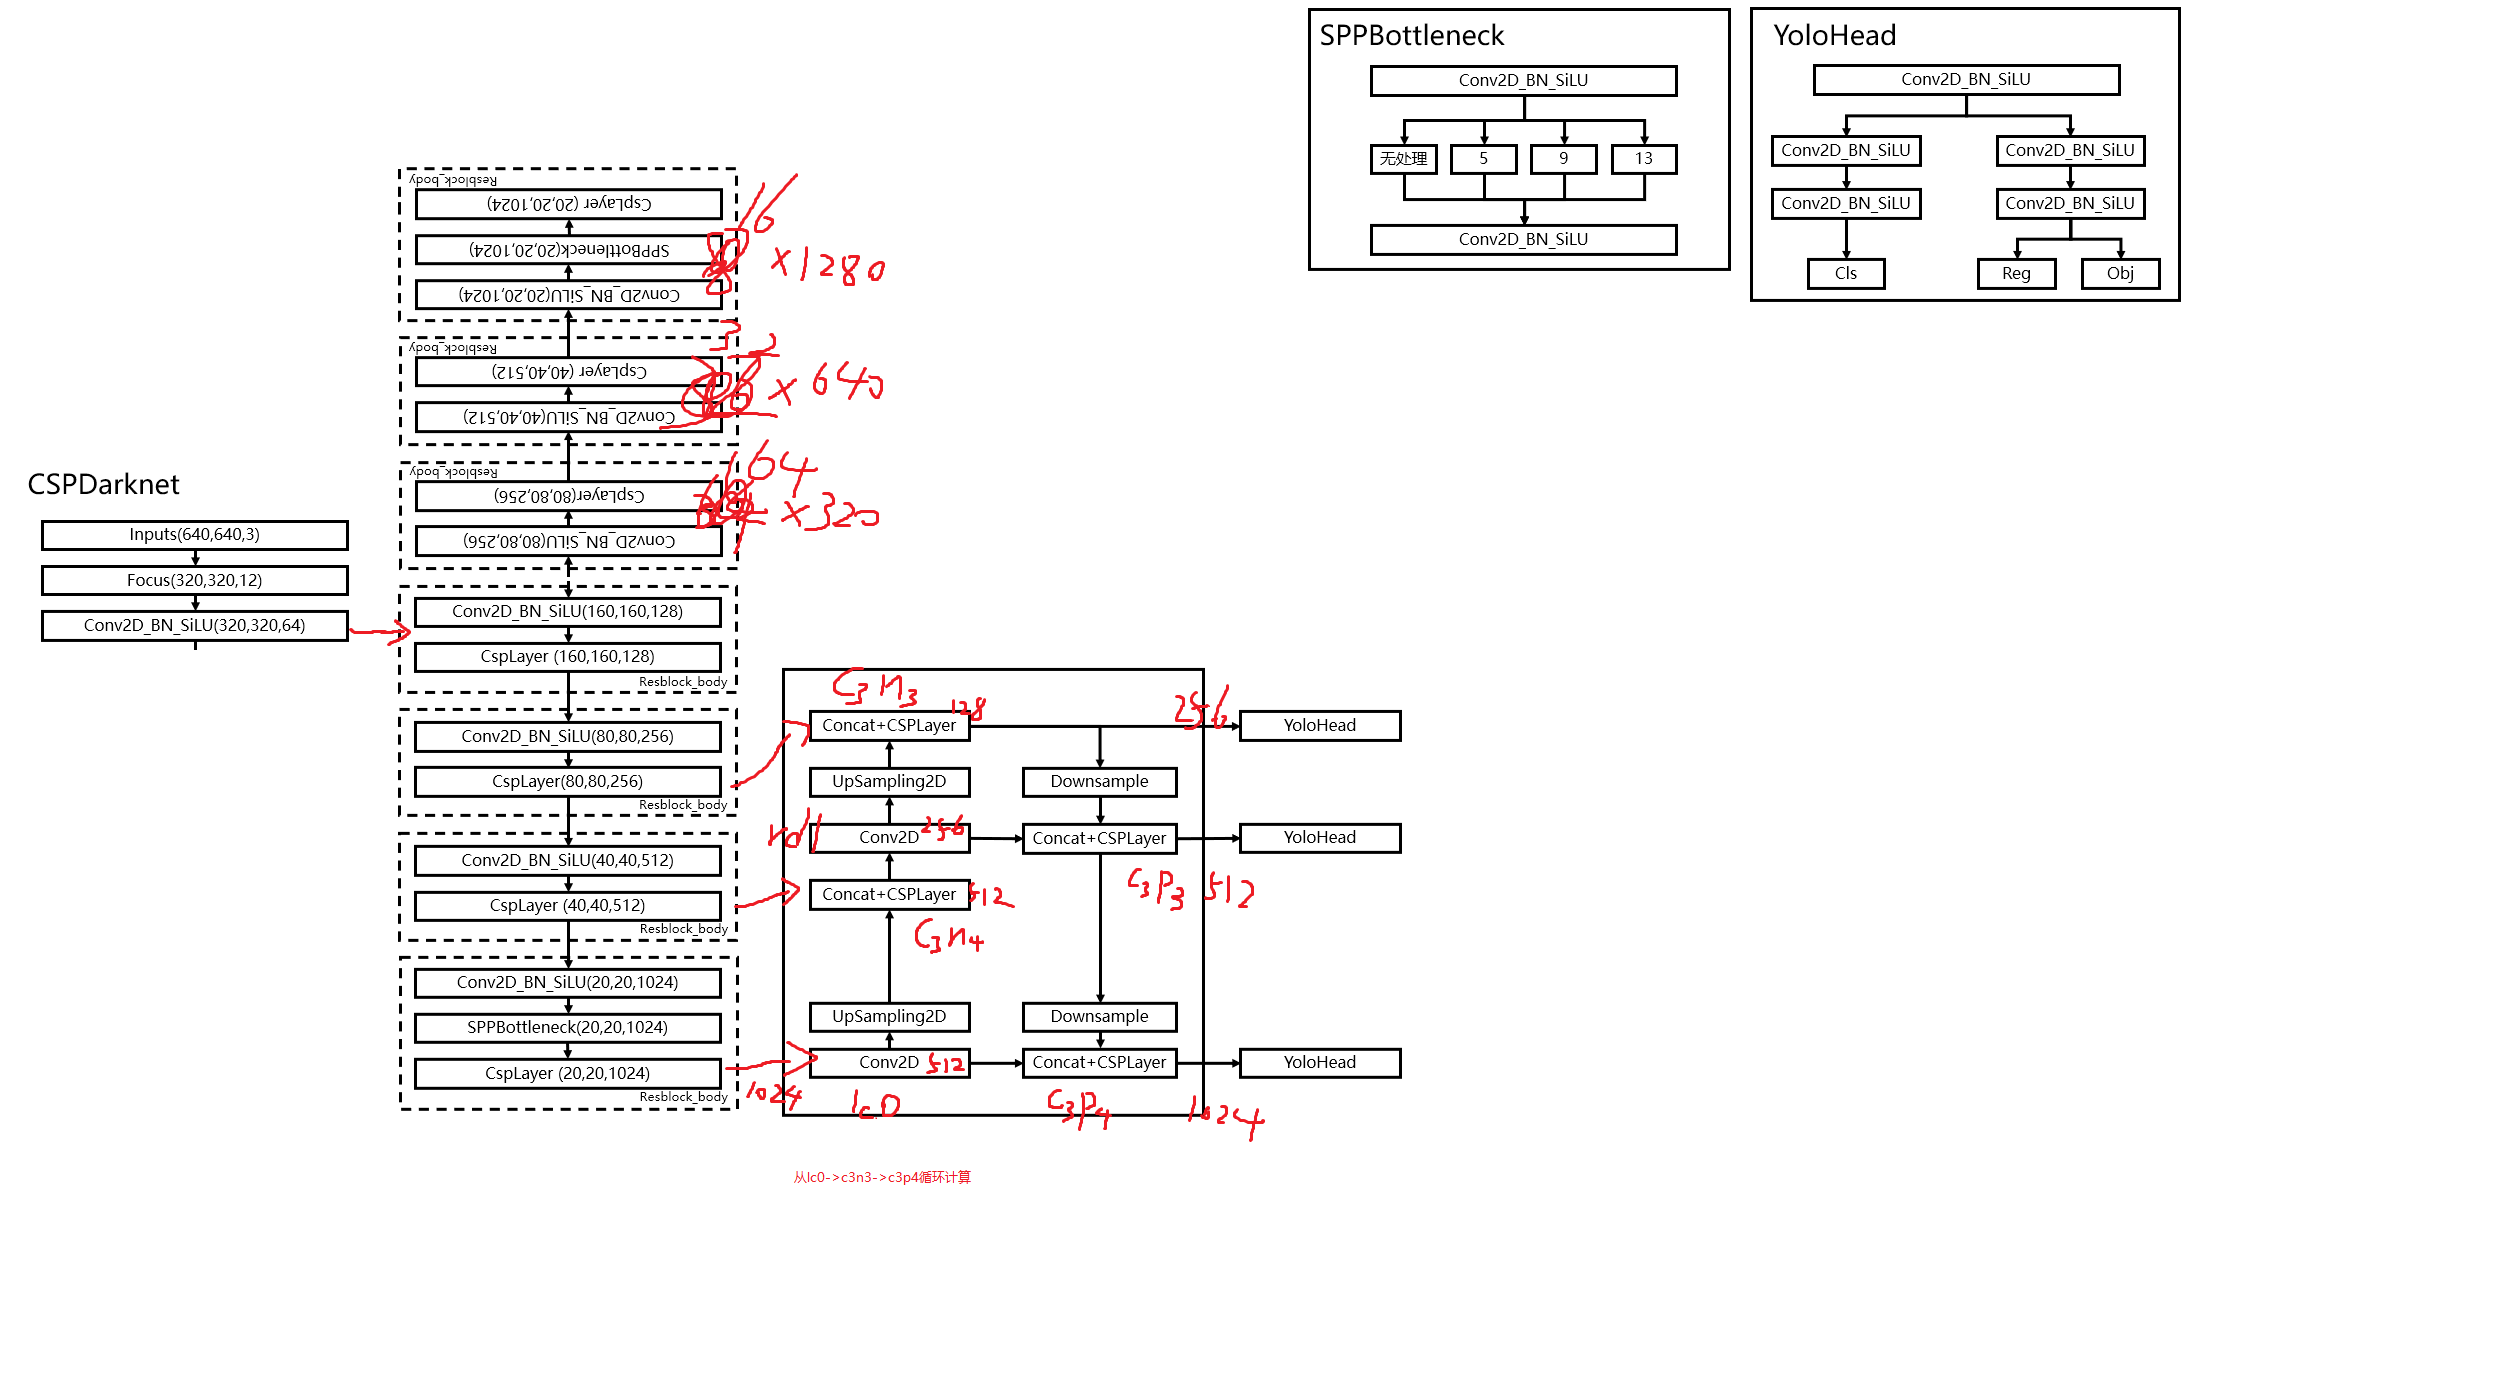 SPPBottleneck
Conv2D_BN_SiLU
无处理
5
9
13
Conv2D_BN_SiLU
YoloHead
Conv2D_BN_SiLU
Conv2D_BN_SiLU
Conv2D_BN_SiLU
Conv2D_BN_SiLU
Conv2D_BN_SiLU
Cls
Reg
Obj
CSPDarknet
Inputs(640,640,3)
Focus(320,320,12)
Conv2D_BN_SiLU(320,320,64)
Resblock_body
CspLayer (20,20,1024)
SPPBottleneck(20,20,1024)
Conv2D_BN_SiLU(20,20,1024)
16
x1280
Resblock_body
CspLayer (40,40,512)
Conv2D_BN_SiLU(40,40,512)
32
x640
Resblock_body
CspLayer(80,80,256)
Conv2D_BN_SiLU(80,80,256)
64
x320
Conv2D_BN_SiLU(160,160,128)
CspLayer (160,160,128)
Resblock_body
Conv2D_BN_SiLU(80,80,256)
CspLayer(80,80,256)
Resblock_body
Conv2D_BN_SiLU(40,40,512)
CspLayer (40,40,512)
Resblock_body
Conv2D_BN_SiLU(20,20,1024)
SPPBottleneck(20,20,1024)
CspLayer (20,20,1024)
Resblock_body
1024
C3n3
Concat+CSPLayer
128
256
YoloHead
UpSampling2D
Downsample
Conv2D
256
Concat+CSPLayer
YoloHead
Concat+CSPLayer
512
C3n4
C3p3 512
UpSampling2D
Downsample
Conv2D
512
Concat+CSPLayer
YoloHead
lc0
C3p4
1024
从lc0->c3n3->c3p4循环计算